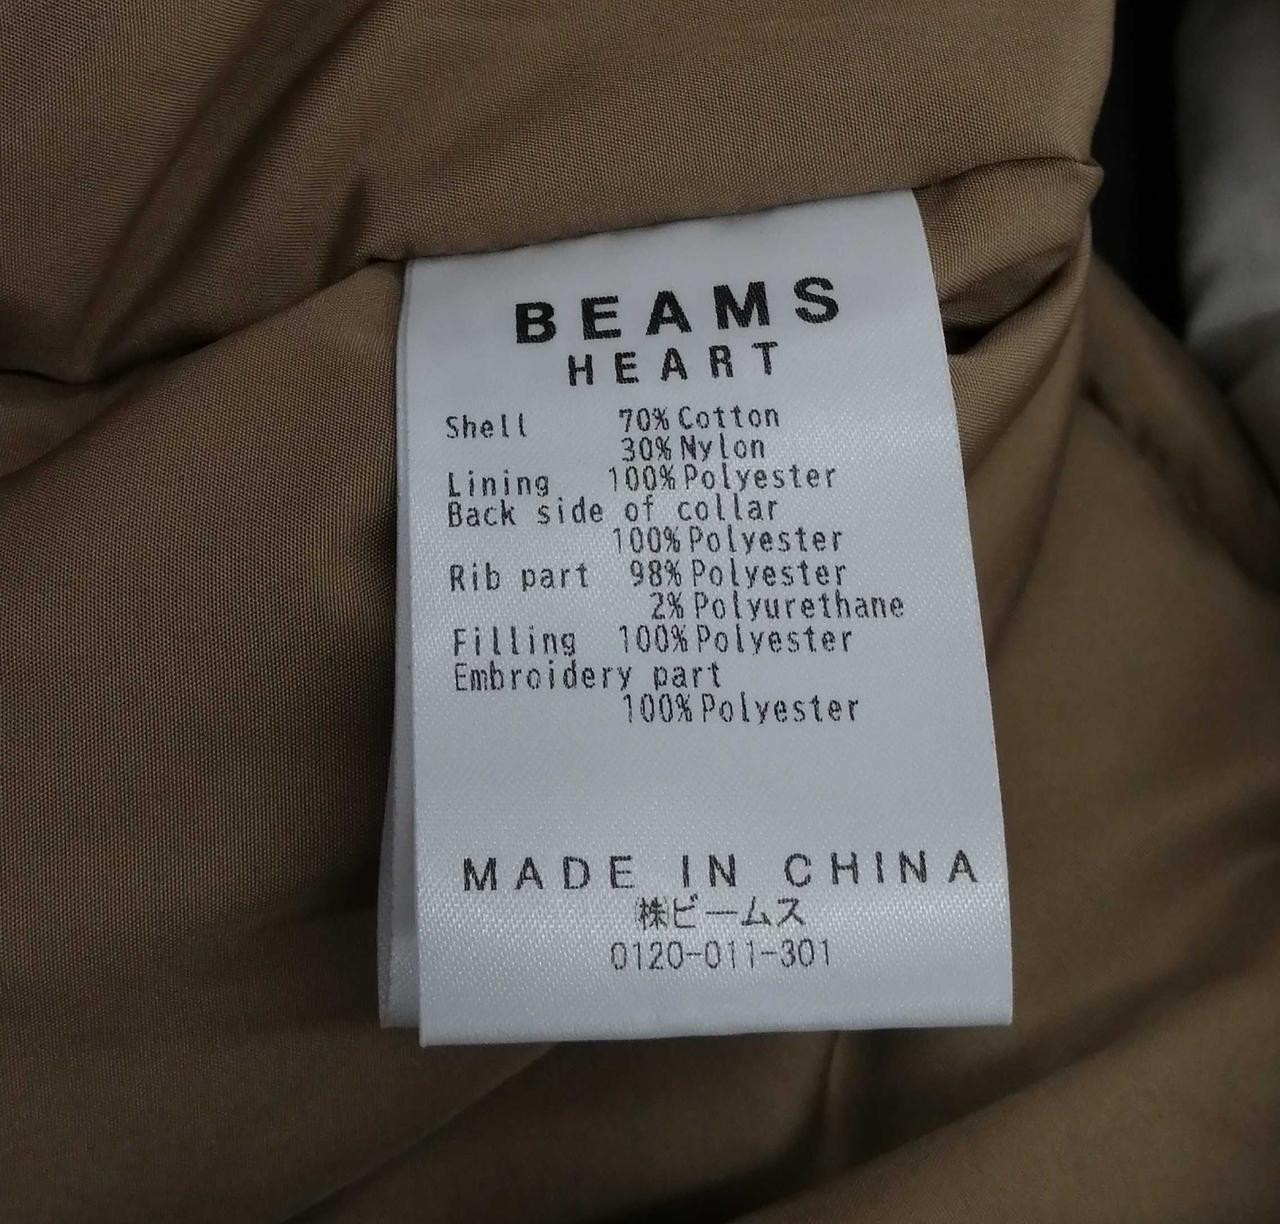 BEAMS
HEART
Shell 70% Cotton
30% Nylon
Lining 100% Polyester
Back side of collar
100% Polyester
Rib part 98% Polyester
2% Polyurethane
Filling 100% Polyester
Embroidery part
100% Polyester
MADE IN CHINA
㈱ビームス
0120-011-301